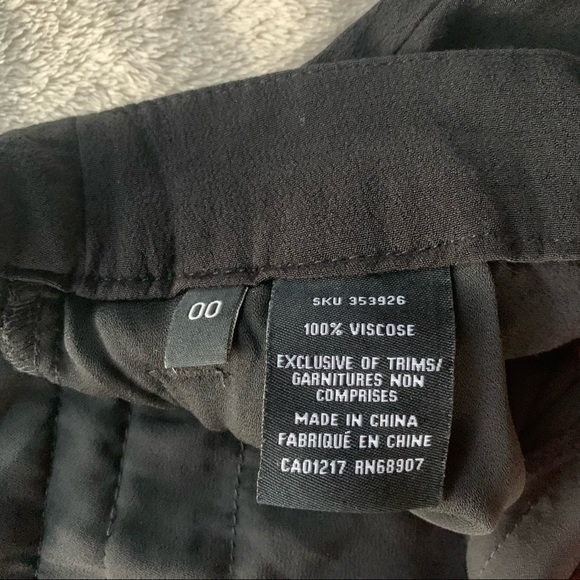 00
SKU 353926
100% VISCOSE
EXCLUSIVE OF TRIMS/
GARNITURES NON
COMPRISES
MADE IN CHINA
FABRIQUÉ EN CHINE
CA01217 RN68907